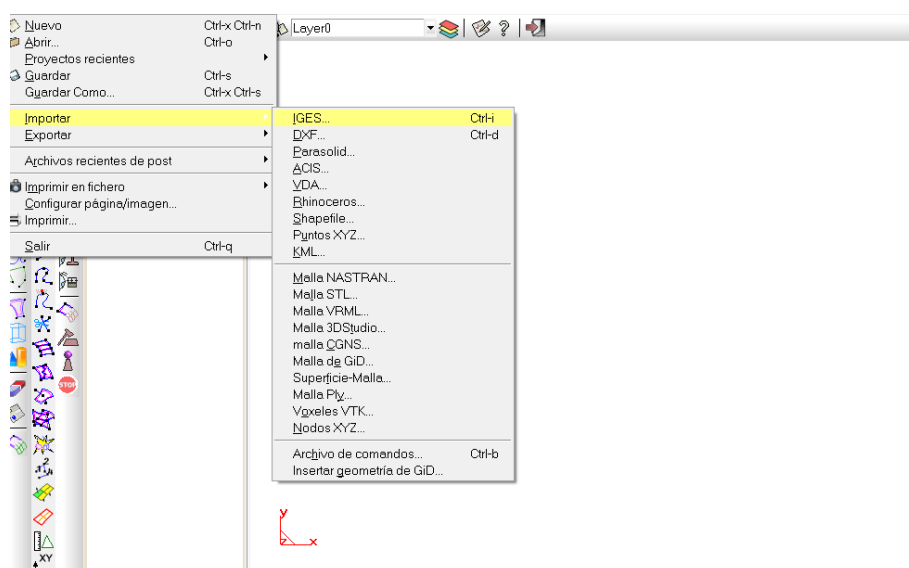 Nuevo Ctrl-x Ctrl-n
Layer0
Abrir... Ctrl-o
Proyectos recientes
Guardar Ctrl-s
Guardar Como... Ctrl-x Ctrl-s
Importar
Exportar
Archivos recientes de post
Imprimir en fichero
Configurar página/imagen...
Imprimir...
Salir Ctrl-q
IGES... Ctrl-i
DXF... Ctrl-d
Parasolid...
ACIS...
VDA...
Rhinoceros...
Shapefile...
Puntos XYZ...
KML...
Malla NASTRAN...
Malla STL...
Malla VRML...
Malla 3DStudio...
malla CGNS...
Malla de GiD...
Superficie-Malla...
Malla Ply...
Voxeles VTK...
Nodos XYZ...
Archivo de comandos... Ctrl-b
Insertar geometría de GiD...
STOP
XY
y
z x